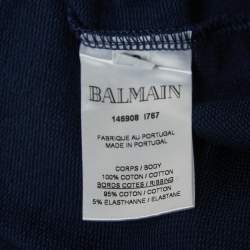 BALMAIN
146908 I767
FABRIQUE AU PORTUGAL
MADE IN PORTUGAL
CORPS / BODY
100% COTON / COTTON
BORDS COTES / RIBBING
95% COTON / COTTON
5% ELASTHANNE / ELASTANE